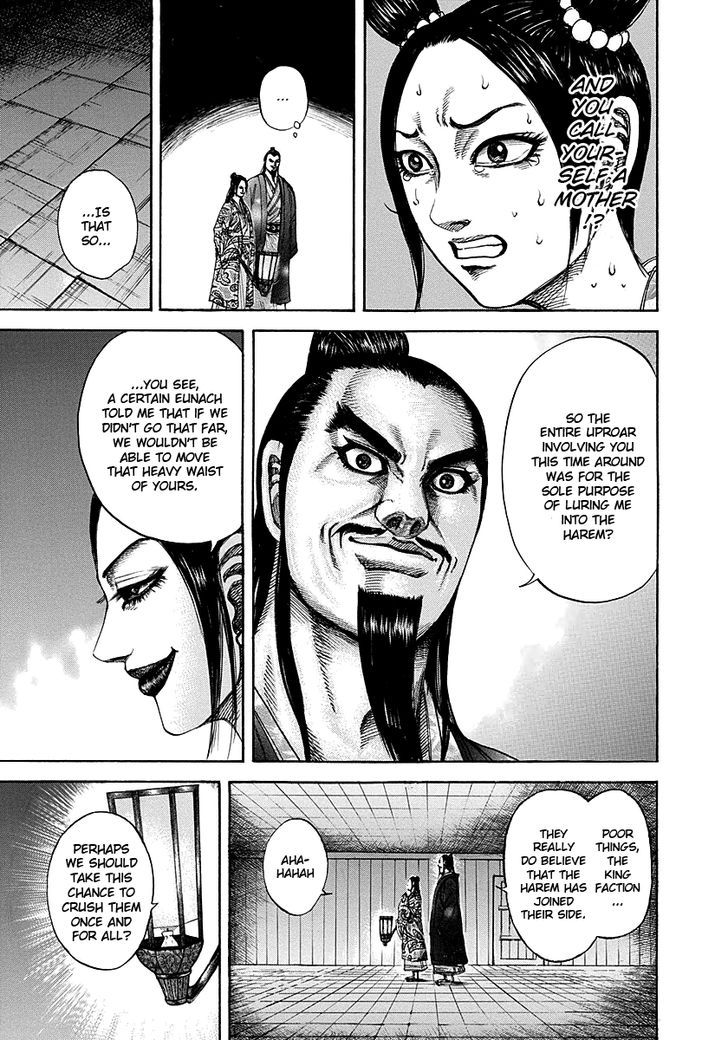 AND
YOU
CALL
YOUR-
SELF A
MOTHER
!?
...
...IS
THAT
SO...
SO THE
ENTIRE UPROAR
INVOLVING YOU
THIS TIME AROUND
WAS FOR THE
SOLE PURPOSE
OF LURING ME
INTO THE
HAREM?
...YOU SEE,
A CERTAIN EUNACH
TOLD ME THAT IF WE
DIDN'T GO THAT FAR,
WE WOULDN'T BE
ABLE TO MOVE
THAT HEAVY WAIST
OF YOURS.
POOR
THINGS,
THE
KING
FACTION
...
THEY
REALLY
DO BELIEVE
THAT THE
HAREM HAS
JOINED
THEIR SIDE.
AHA-
HAHAH
PERHAPS
WE SHOULD
TAKE THIS
CHANCE TO
CRUSH THEM
ONCE AND
FOR ALL?